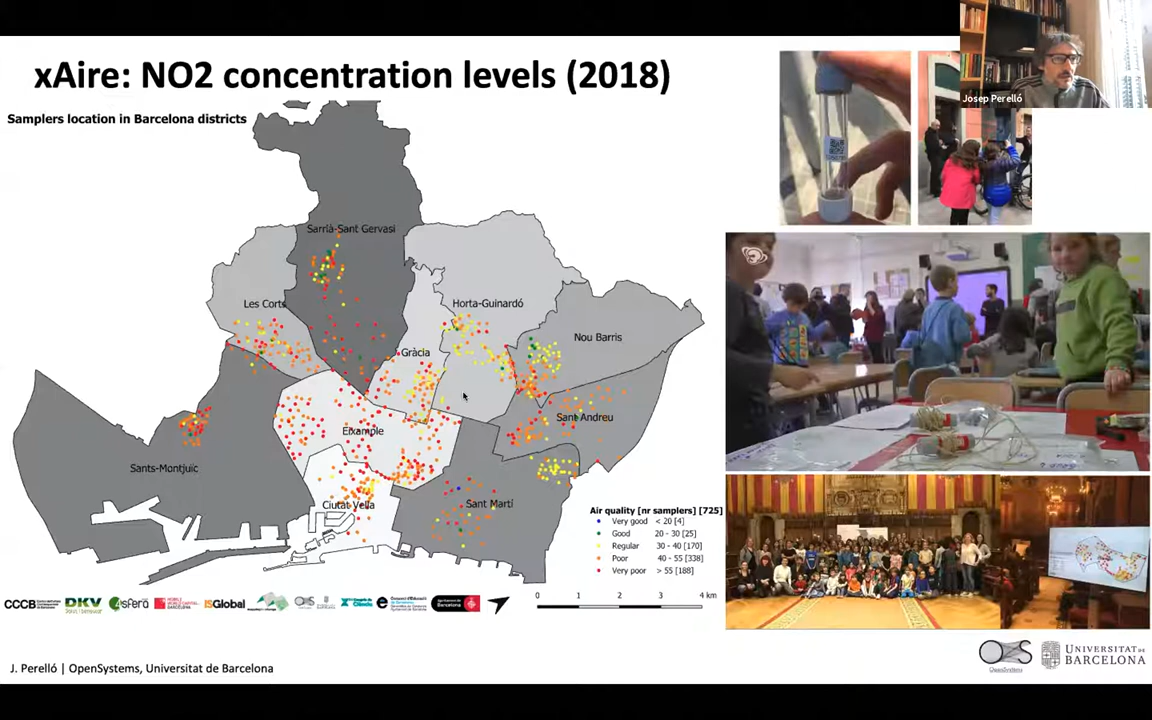 Josep Perelló
xAire: NO2 concentration levels (2018)
Samplers location in Barcelona districts
Sarrià-Sant Gervasi
Les Corts
Horta-Guinardó
Nou Barris
Gràcia
Sant Andreu
Eixample
Sants-Montjuïc
Ciutat Vella
Sant Martí
Air quality [nr samplers] [725]
Very good < 20 [4]
Good 20 - 30 [25]
Regular 30 - 40 [170]
Poor 40 - 55 [338]
Very poor > 55 [188]
0 1 2 3 4 km
CCCB
DKV
ISGlobal
J. Perelló | OpenSystems, Universitat de Barcelona
OpenSystems
UNIVERSITAT DE
BARCELONA